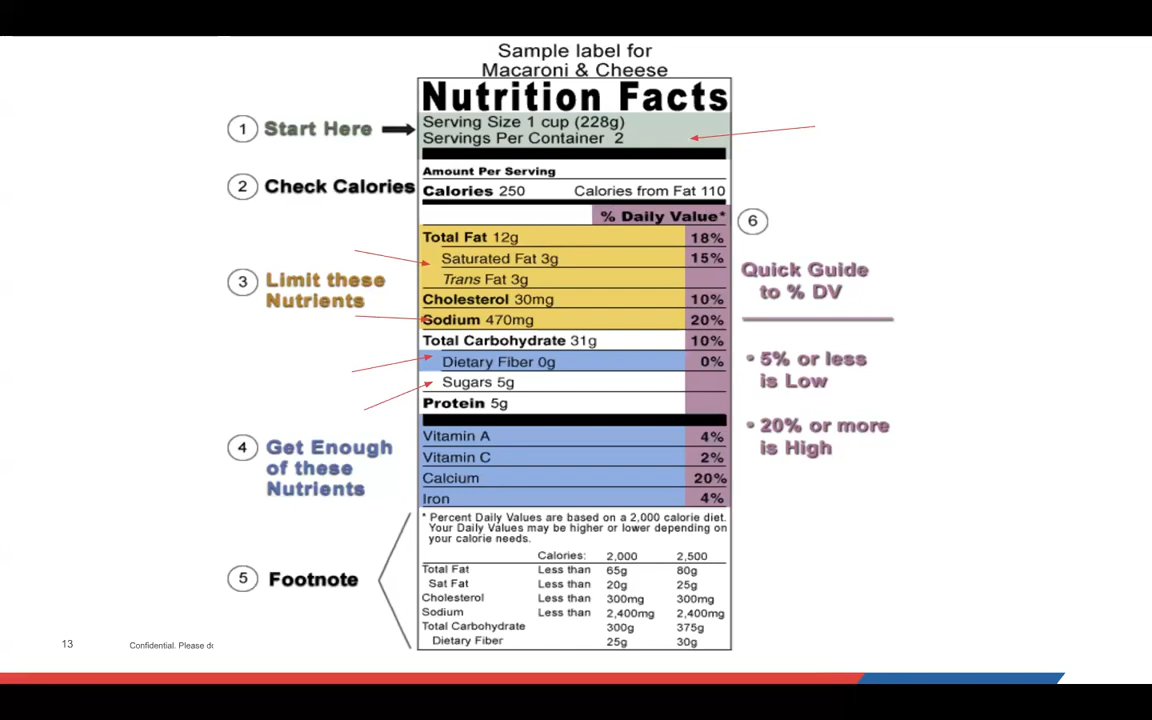 Sample label for
Macaroni & Cheese
Nutrition Facts
1 Start Here
Serving Size 1 cup (228g)
Servings Per Container 2
Amount Per Serving
2 Check Calories
Calories 250 Calories from Fat 110
% Daily Value*
Total Fat 12g 18%
Saturated Fat 3g 15%
Trans Fat 3g
Cholesterol 30mg 10%
Sodium 470mg 20%
Total Carbohydrate 31g 10%
Dietary Fiber 0g 0%
Sugars 5g
Protein 5g
Vitamin A 4%
Vitamin C 2%
Calcium 20%
Iron 4%
3 Limit these
Nutrients
4 Get Enough
of these
Nutrients
* Percent Daily Values are based on a 2,000 calorie diet.
Your Daily Values may be higher or lower depending on
your calorie needs.
Calories: 2,000 2,500
Total Fat Less than 65g 80g
Sat Fat Less than 20g 25g
Cholesterol Less than 300mg 300mg
Sodium Less than 2,400mg 2,400mg
Total Carbohydrate 300g 375g
Dietary Fiber 25g 30g
5 Footnote
6
Quick Guide
to % DV
• 5% or less
is Low
• 20% or more
is High
13 Confidential. Please